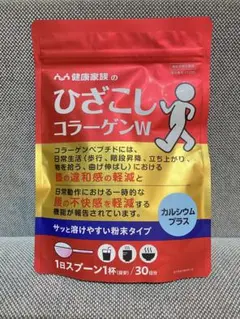 健康家族の
ひざこし
コラーゲンW
コラーゲンペプチドには、
日常生活（歩行、階段昇降、立ち上がり、
物を拾う、曲げ伸ばし）における
膝の違和感の軽減と
日常動作における一時的な
腰の不快感を軽減する
機能が報告されています。
カルシウム
プラス
サッと溶けやすい粉末タイプ
1日スプーン1杯(目安)/30日分